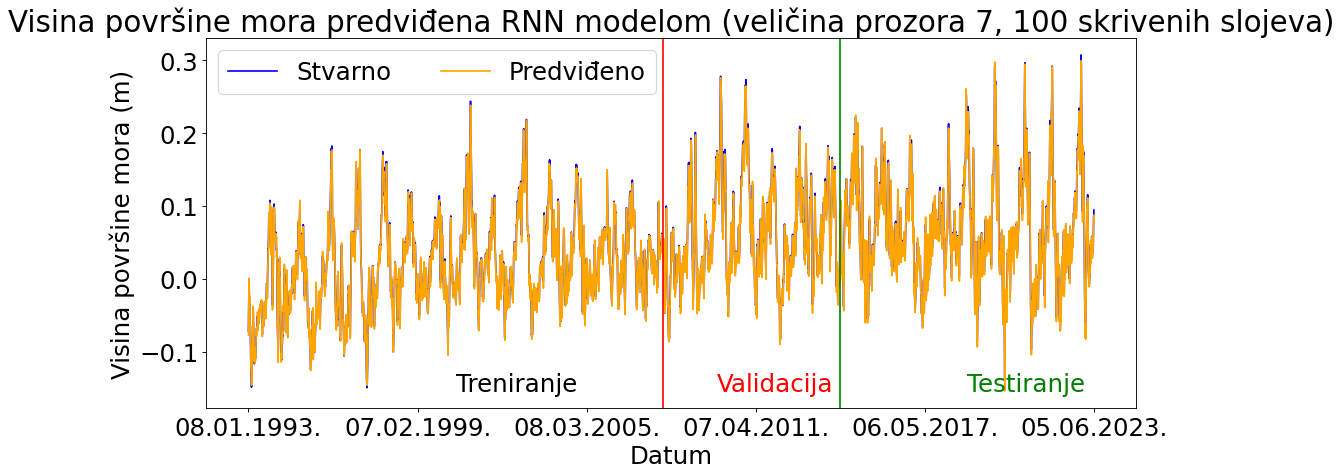 Visina površine mora predviđena RNN modelom (veličina prozora 7, 100 skrivenih slojeva)
Stvarno Predviđeno
Visina površine mora (m)
0.3
0.2
0.1
0.0
−0.1
Treniranje Validacija Testiranje
08.01.1993. 07.02.1999. 08.03.2005. 07.04.2011. 06.05.2017. 05.06.2023.
Datum